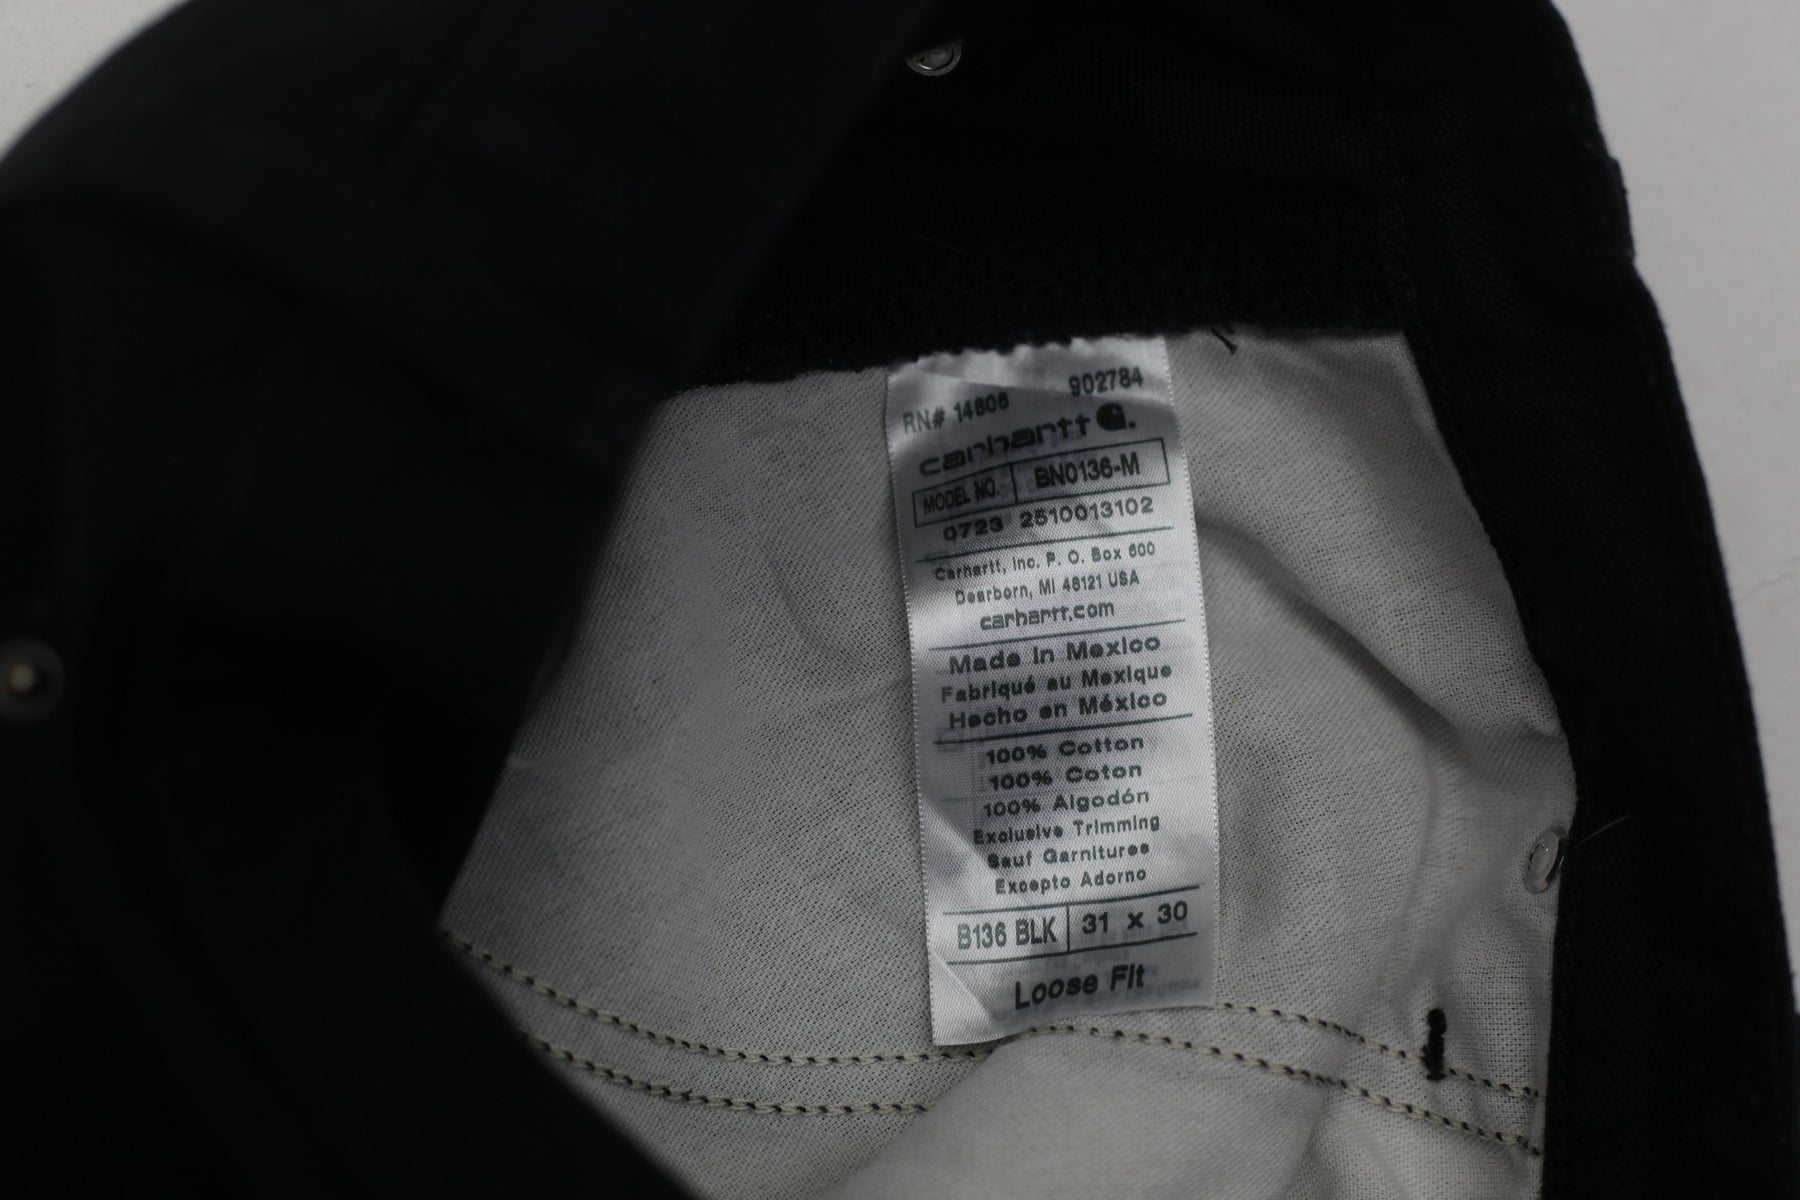 RN# 14806 902784
carhartt
MODEL NO. BN0136-M
0723 2510013102
Carhartt, Inc. P. O. Box 600
Dearborn, MI 48121 USA
carhartt.com
Made in Mexico
Fabriqué au Mexique
Hecho en México
100% Cotton
100% Coton
100% Algodón
Exclusive Trimming
Sauf Garnitures
Excepto Adorno
B136 BLK 31 x 30
Loose Fit